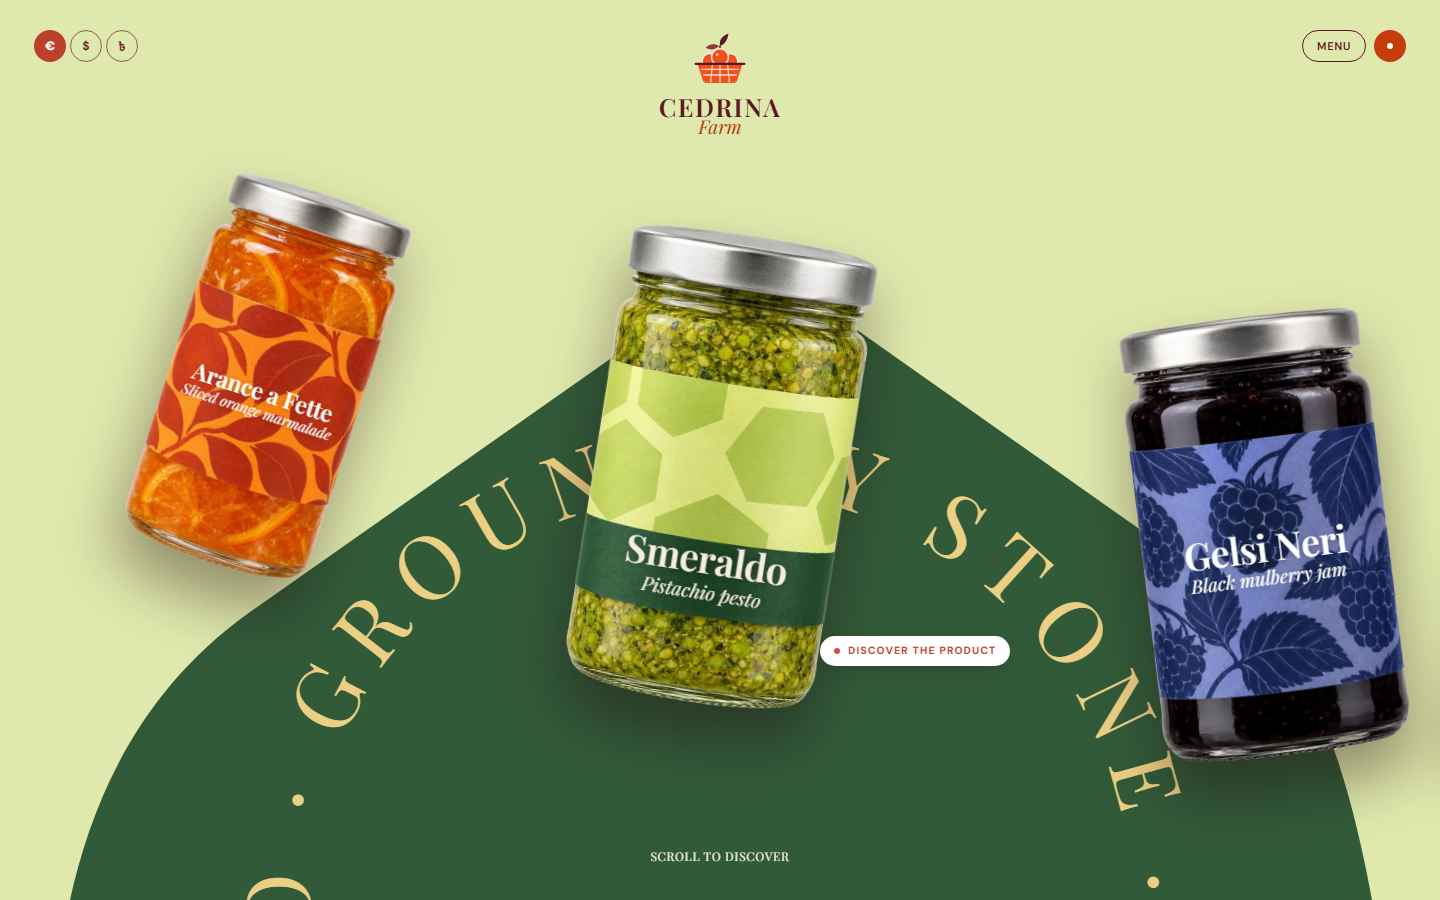 € $ ৳
MENU
CEDRINA
Farm
Arance a Fette
Sliced orange marmalade
Smeraldo
Pistachio pesto
Gelsi Neri
Black mulberry jam
GROUN
Y STONE
DISCOVER THE PRODUCT
SCROLL TO DISCOVER